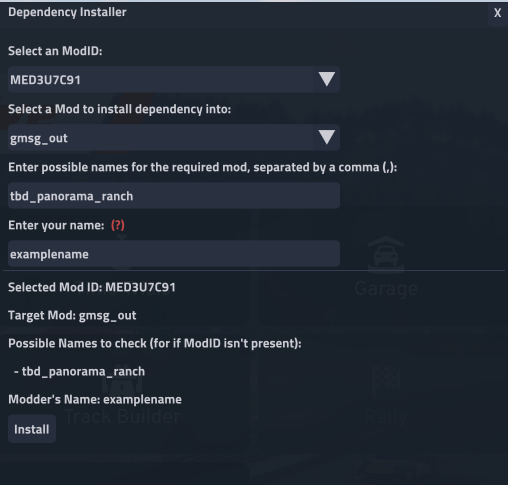 Dependency Installer
X
Select an ModID:
MED3U7C91
Select a Mod to install dependency into:
gmsg_out
Enter possible names for the required mod, separated by a comma (,):
tbd_panorama_ranch
Enter your name: (?)
examplename
Garage
Selected Mod ID: MED3U7C91
Target Mod: gmsg_out
Possible Names to check (for if ModID isn't present):
- tbd_panorama_ranch
Modder's Name: examplename
Track Builder
Rally
Install